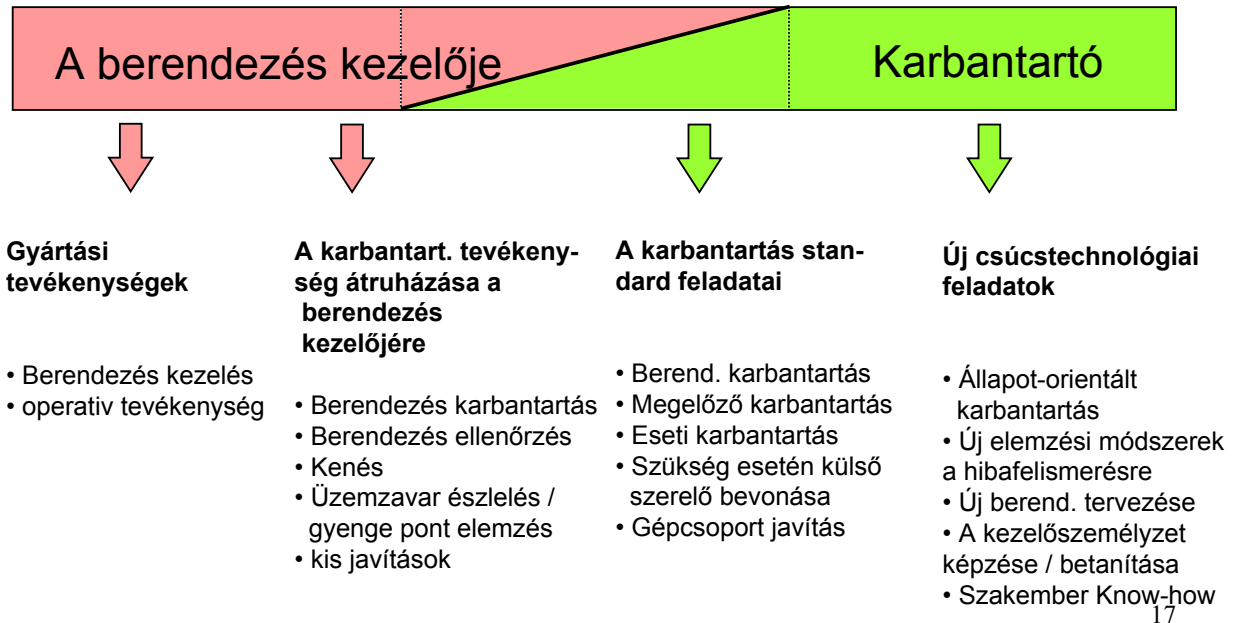 A berendezés kezelője
Karbantartó
Gyártási
tevékenységek
• Berendezés kezelés
• operativ tevékenység
A karbantart. tevékeny-
ség átruházása a
berendezés
kezelőjére
• Berendezés karbantartás
• Berendezés ellenőrzés
• Kenés
• Üzemzavar észlelés /
gyenge pont elemzés
• kis javítások
A karbantartás stan-
dard feladatai
• Berend. karbantartás
• Megelőző karbantartás
• Eseti karbantartás
• Szükség esetén külső
szerelő bevonása
• Gépcsoport javítás
Új csúcstechnológiai
feladatok
• Állapot-orientált
karbantartás
• Új elemzési módszerek
a hibafelismerésre
• Új berend. tervezése
• A kezelőszemélyzet
képzése / betanítása
• Szakember Know-how
17